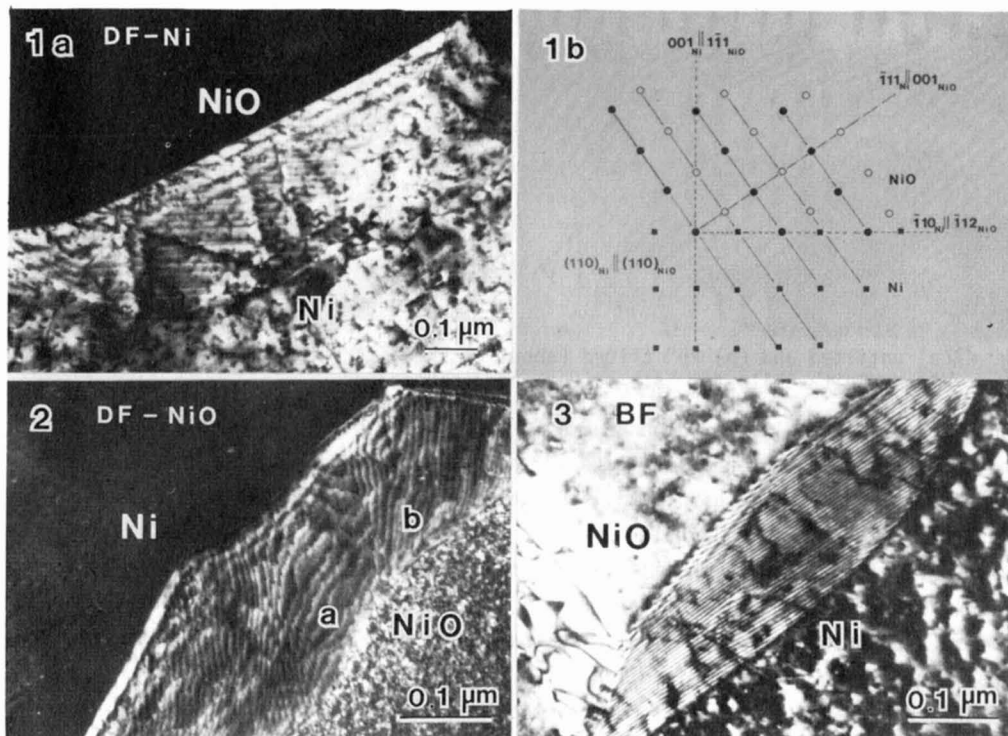 1a DF-Ni
NiO
Ni
0.1 µm
1b
001Ni ‖ 1̄1̄1NiO
1̄11Ni ‖ 001NiO
NiO
1̄10Ni ‖ 1̄12NiO
(110)Ni ‖ (110)NiO
Ni
2 DF-NiO
Ni
b
a
NiO
0.1 µm
3 BF
NiO
Ni
0.1 µm